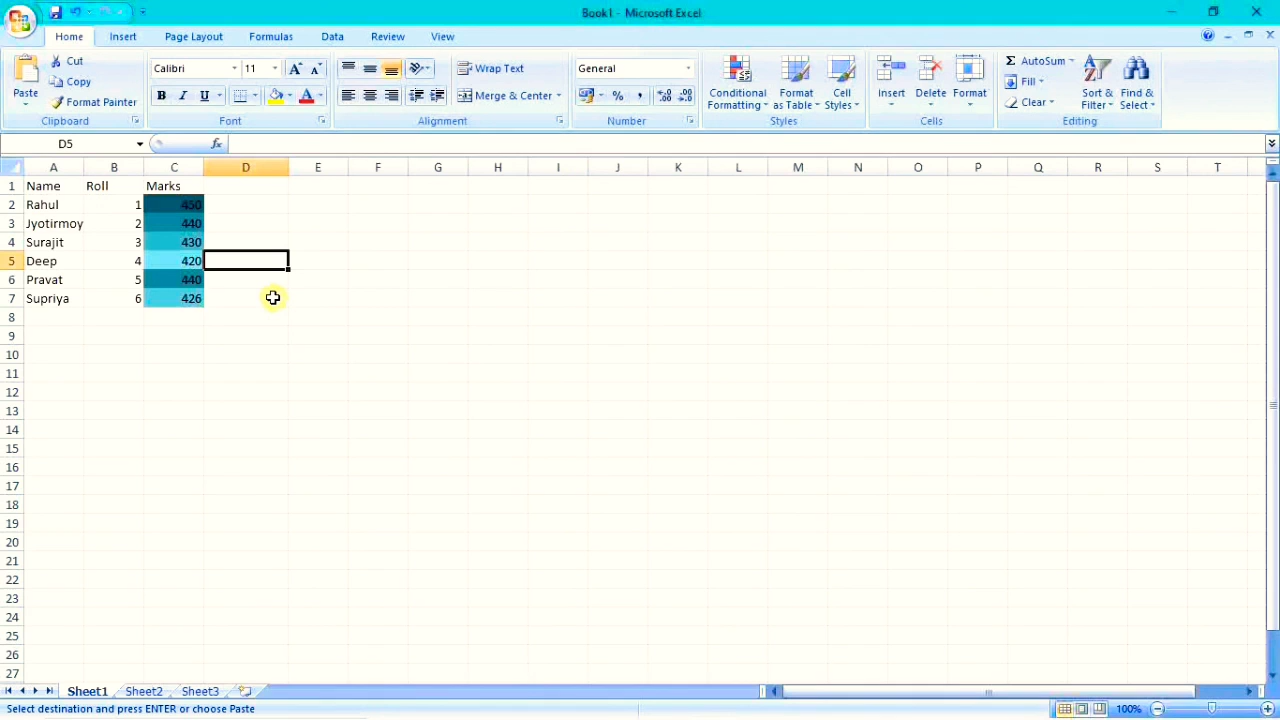 Book1 - Microsoft Excel
Home Insert Page Layout Formulas Data Review View
Paste
Cut
Copy
Format Painter
Clipboard
Calibri 11
B I U
Font
Wrap Text
Merge & Center
Alignment
General
% ,
Number
Conditional Formatting
Format as Table
Cell Styles
Styles
Insert
Delete
Format
Cells
Σ AutoSum
Fill
Clear
Sort & Filter
Find & Select
Editing
D5 fx
A B C D E F G H I J K L M N O P Q R S T
1 Name Roll Marks
2 Rahul 1 450
3 Jyotirmoy 2 440
4 Surajit 3 430
5 Deep 4 420
6 Pravat 5 440
7 Supriya 6 426
8
9
10
11
12
13
14
15
16
17
18
19
20
21
22
23
24
25
26
27
Sheet1 Sheet2 Sheet3
Select destination and press ENTER or choose Paste 100%